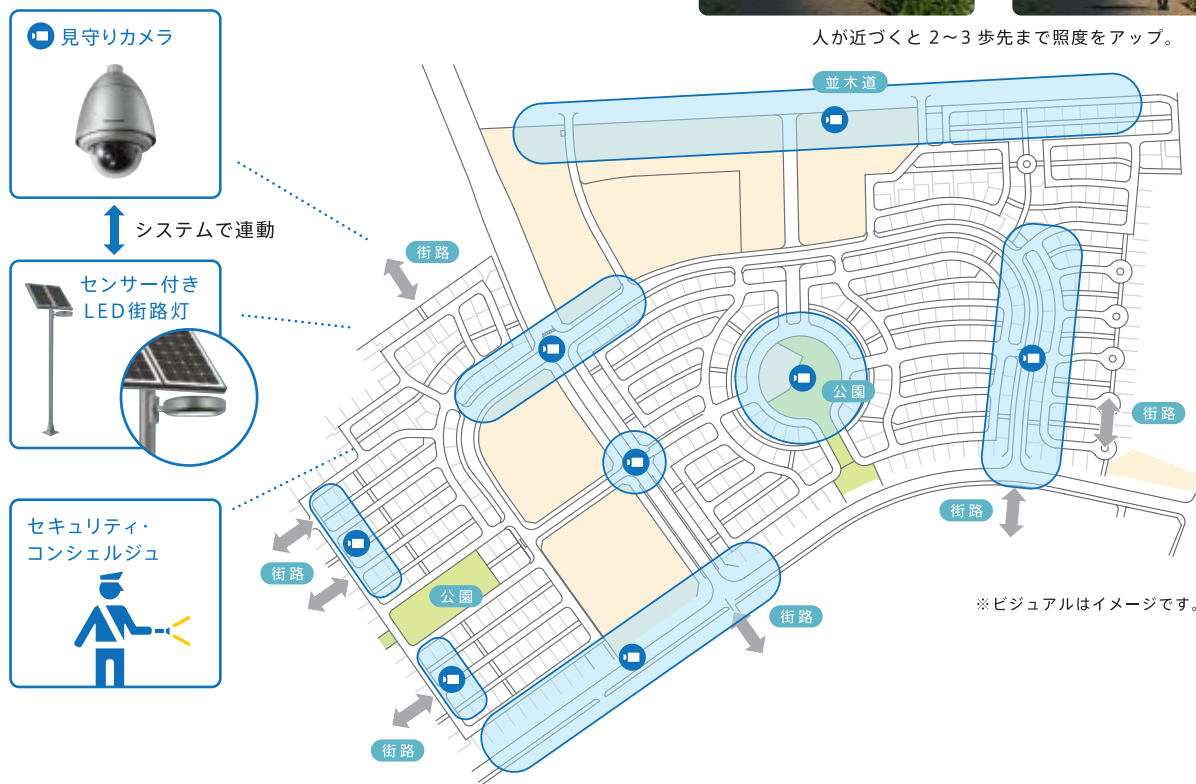 見守りカメラ
システムで連動
センサー付き
LED街路灯
セキュリティ・
コンシェルジュ
人が近づくと2〜3歩先まで照度をアップ。
並木道
街路
公園
街路
街路
街路
公園
街路
街路
※ビジュアルはイメージです。